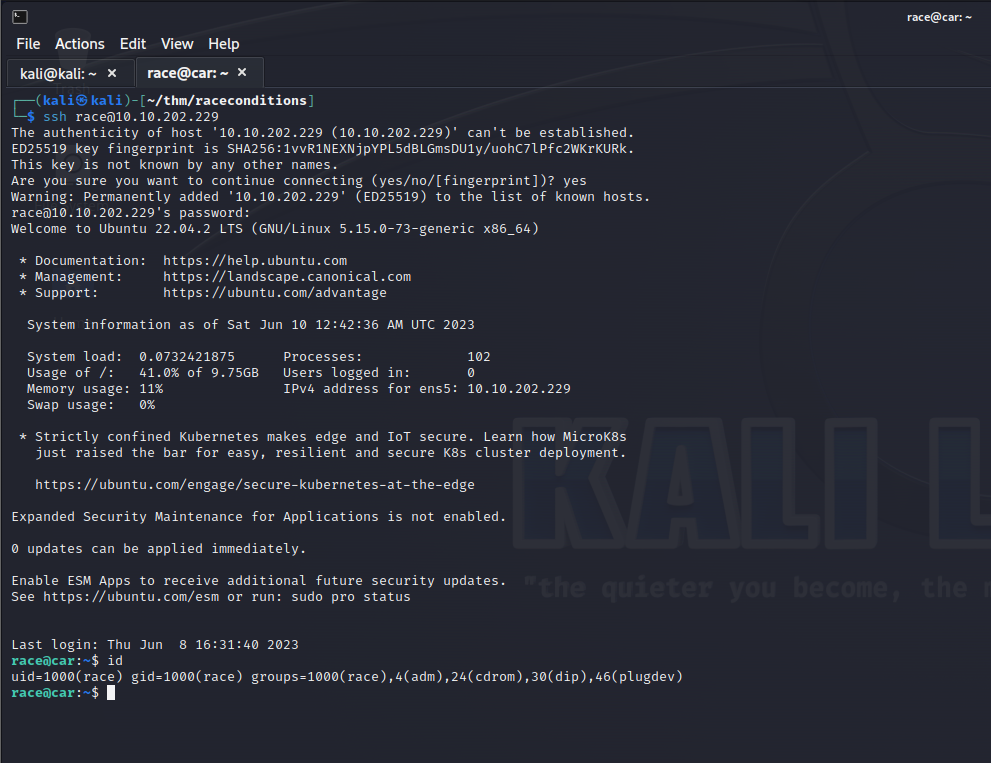 race@car: ~
File Actions Edit View Help
kali@kali: ~ × race@car: ~ ×
┌──(kali㉿kali)-[~/thm/raceconditions]
└─$ ssh race@10.10.202.229
The authenticity of host '10.10.202.229 (10.10.202.229)' can't be established.
ED25519 key fingerprint is SHA256:1vvR1NEXNjpYPL5dBLGmsDU1y/uohC7lPfc2WKrKURk.
This key is not known by any other names.
Are you sure you want to continue connecting (yes/no/[fingerprint])? yes
Warning: Permanently added '10.10.202.229' (ED25519) to the list of known hosts.
race@10.10.202.229's password:
Welcome to Ubuntu 22.04.2 LTS (GNU/Linux 5.15.0-73-generic x86_64)
* Documentation:  https://help.ubuntu.com
* Management:     https://landscape.canonical.com
* Support:        https://ubuntu.com/advantage
System information as of Sat Jun 10 12:42:36 AM UTC 2023
System load:  0.0732421875      Processes:             102
Usage of /:   41.0% of 9.75GB   Users logged in:       0
Memory usage: 11%               IPv4 address for ens5: 10.10.202.229
Swap usage:   0%
* Strictly confined Kubernetes makes edge and IoT secure. Learn how MicroK8s
just raised the bar for easy, resilient and secure K8s cluster deployment.
https://ubuntu.com/engage/secure-kubernetes-at-the-edge
KALI L
Expanded Security Maintenance for Applications is not enabled.
0 updates can be applied immediately.
Enable ESM Apps to receive additional future security updates.
"the quieter you become, the
See https://ubuntu.com/esm or run: sudo pro status
Last login: Thu Jun  8 16:31:40 2023
race@car:~$ id
uid=1000(race) gid=1000(race) groups=1000(race),4(adm),24(cdrom),30(dip),46(plugdev)
race@car:~$